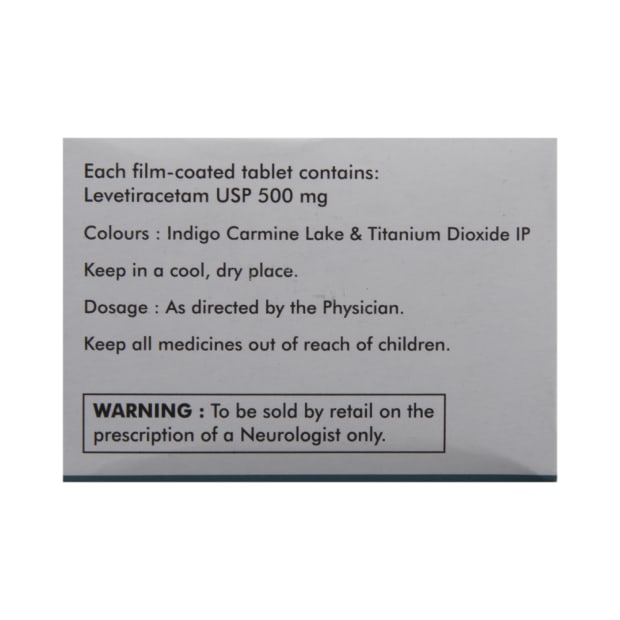 Each film-coated tablet contains:
Levetiracetam USP 500 mg
Colours : Indigo Carmine Lake & Titanium Dioxide IP
Keep in a cool, dry place.
Dosage : As directed by the Physician.
Keep all medicines out of reach of children.
WARNING : To be sold by retail on the
prescription of a Neurologist only.